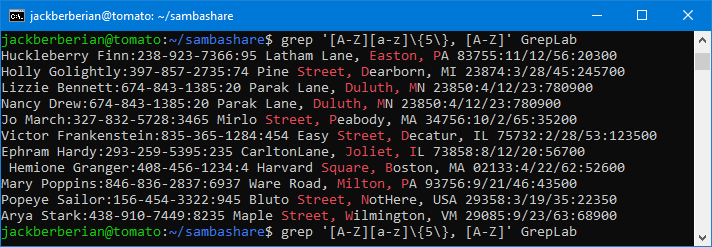 jackberberian@tomato: ~/sambashare
jackberberian@tomato:~/sambashare$ grep '[A-Z][a-z]\{5\}, [A-Z]' GrepLab
Huckleberry Finn:238-923-7366:95 Latham Lane, Easton, PA 83755:11/12/56:20300
Holly Golightly:397-857-2735:74 Pine Street, Dearborn, MI 23874:3/28/45:245700
Lizzie Bennett:674-843-1385:20 Parak Lane, Duluth, MN 23850:4/12/23:780900
Nancy Drew:674-843-1385:20 Parak Lane, Duluth, MN 23850:4/12/23:780900
Jo March:327-832-5728:3465 Mirlo Street, Peabody, MA 34756:10/2/65:35200
Victor Frankenstein:835-365-1284:454 Easy Street, Decatur, IL 75732:2/28/53:123500
Ephram Hardy:293-259-5395:235 CarltonLane, Joliet, IL 73858:8/12/20:56700
 Hemione Granger:408-456-1234:4 Harvard Square, Boston, MA 02133:4/22/62:52600
Mary Poppins:846-836-2837:6937 Ware Road, Milton, PA 93756:9/21/46:43500
Popeye Sailor:156-454-3322:945 Bluto Street, NotHere, USA 29358:3/19/35:22350
Arya Stark:438-910-7449:8235 Maple Street, Wilmington, VM 29085:9/23/63:68900
jackberberian@tomato:~/sambashare$ grep '[A-Z][a-z]\{5\}, [A-Z]' GrepLab